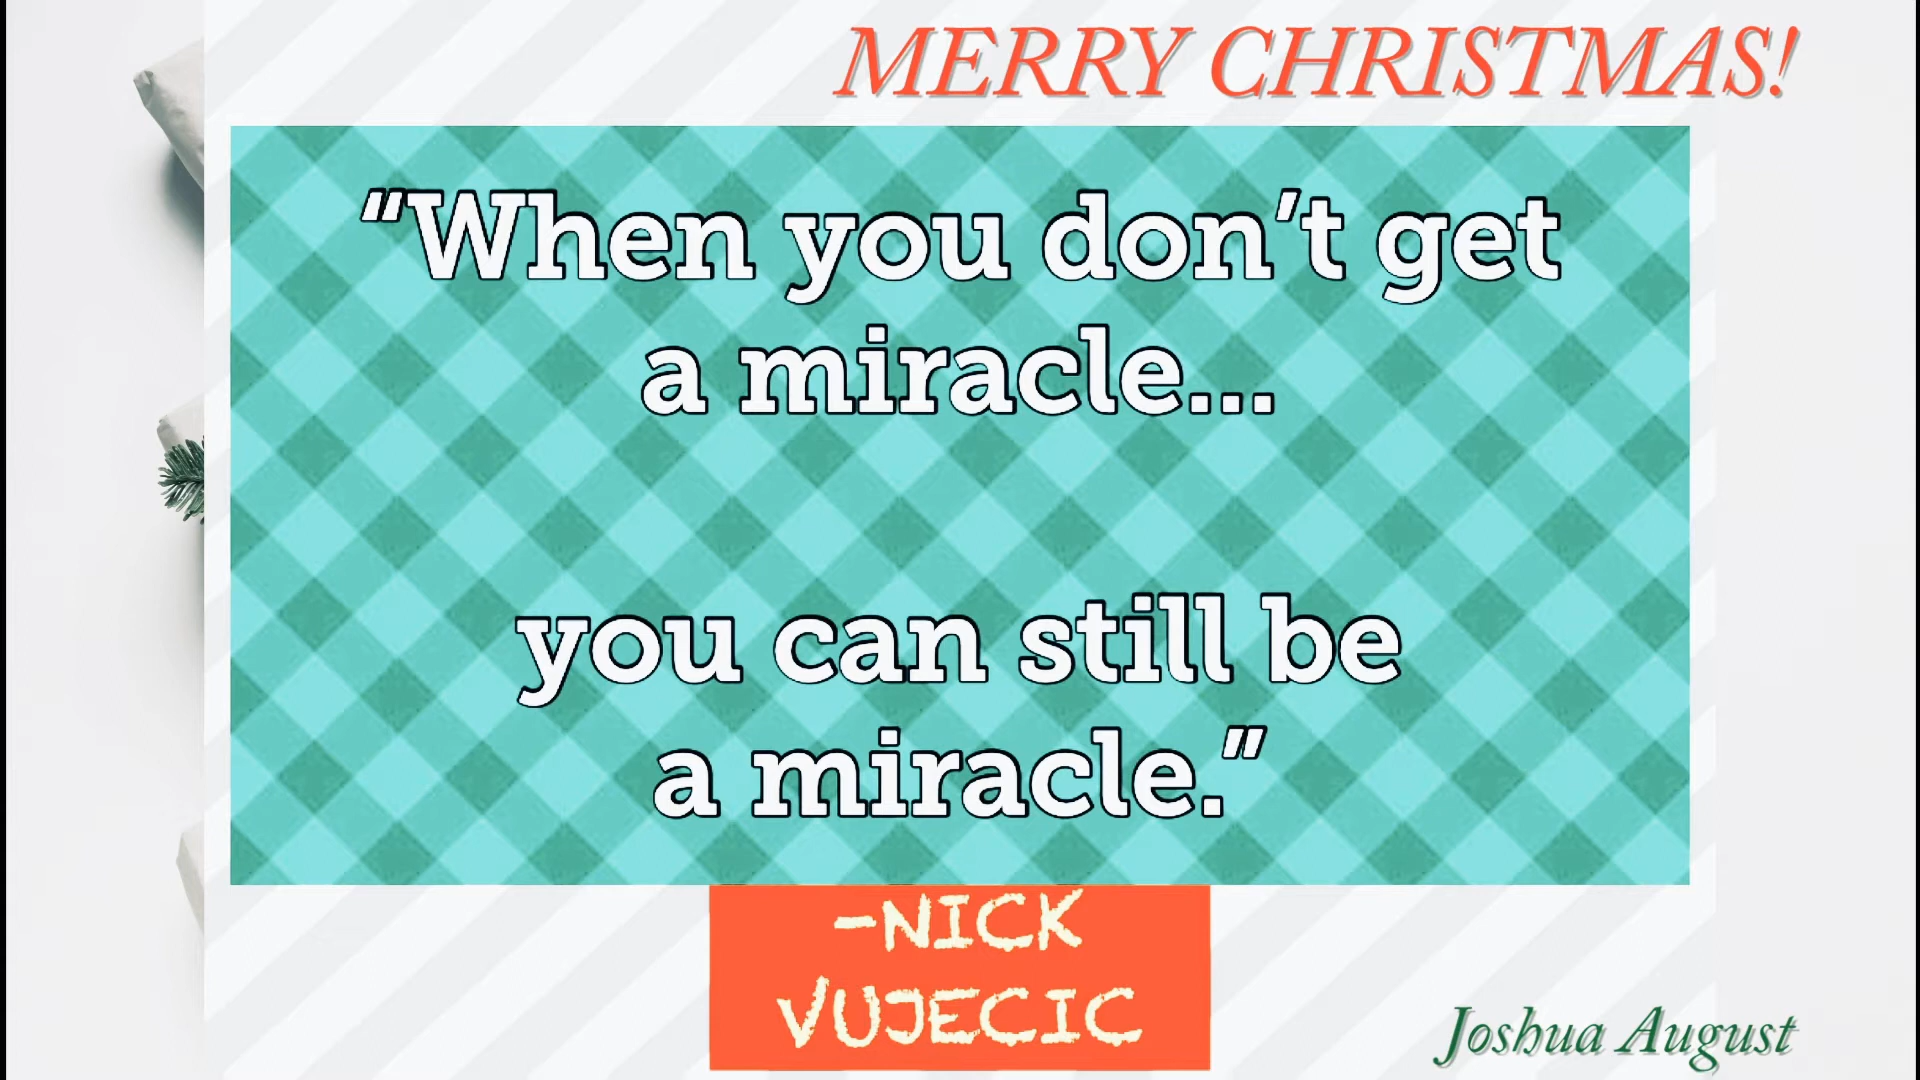 MERRY CHRISTMAS!
“When you don’t get
a miracle...
you can still be
a miracle.”
-NICK
VUJECIC
Joshua August